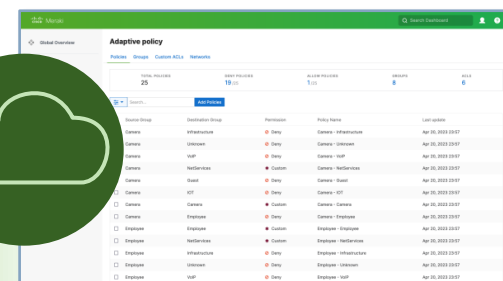 cisco Meraki
Search Dashboard
Global Overview
Adaptive policy
Policies Groups Custom ACLs Networks
TOTAL POLICIES DENY POLICIES ALLOW POLICIES GROUPS ACLS
25 19 1 8 6
Search... Add Policies
Source Group Destination Group Permission Policy Name Last update
Camera Infrastructure Deny Camera - Infrastructure Apr 20, 2023 23:57
Camera Unknown Deny Camera - Unknown Apr 20, 2023 23:57
Camera VoIP Deny Camera - VoIP Apr 20, 2023 23:57
Camera NetServices Custom Camera - NetServices Apr 20, 2023 23:57
Camera Guest Deny Camera - Guest Apr 20, 2023 23:57
Camera IOT Deny Camera - IOT Apr 20, 2023 23:57
Camera Camera Custom Camera - Camera Apr 20, 2023 23:57
Camera Employee Deny Camera - Employee Apr 20, 2023 23:57
Employee Employee Custom Employee - Employee Apr 20, 2023 23:57
Employee NetServices Custom Employee - NetServices Apr 20, 2023 23:57
Employee Infrastructure Deny Employee - Infrastructure Apr 20, 2023 23:57
Employee Unknown Deny Employee - Unknown Apr 20, 2023 23:57
Employee VoIP Deny Employee - VoIP Apr 20, 2023 23:57